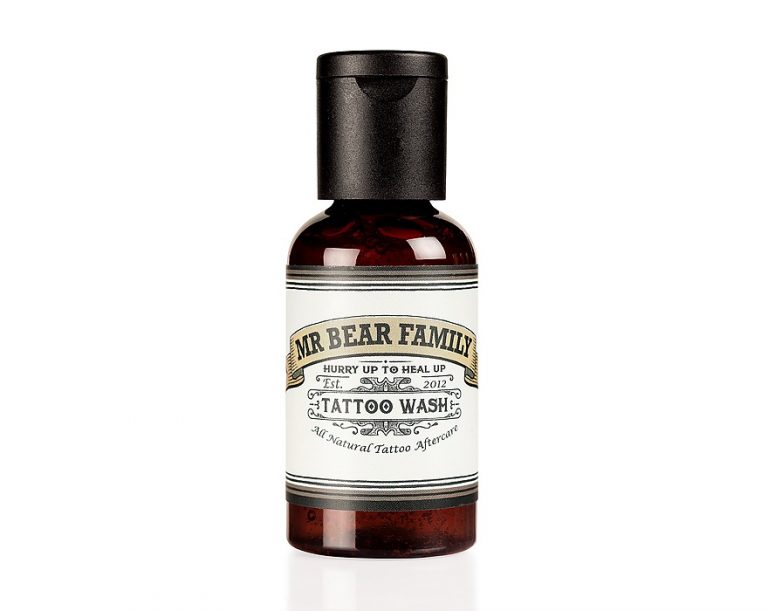 MR BEAR FAMILY
HURRY UP TO HEAL UP
Est. 2012
TATTOO WASH
All Natural Tattoo Aftercare